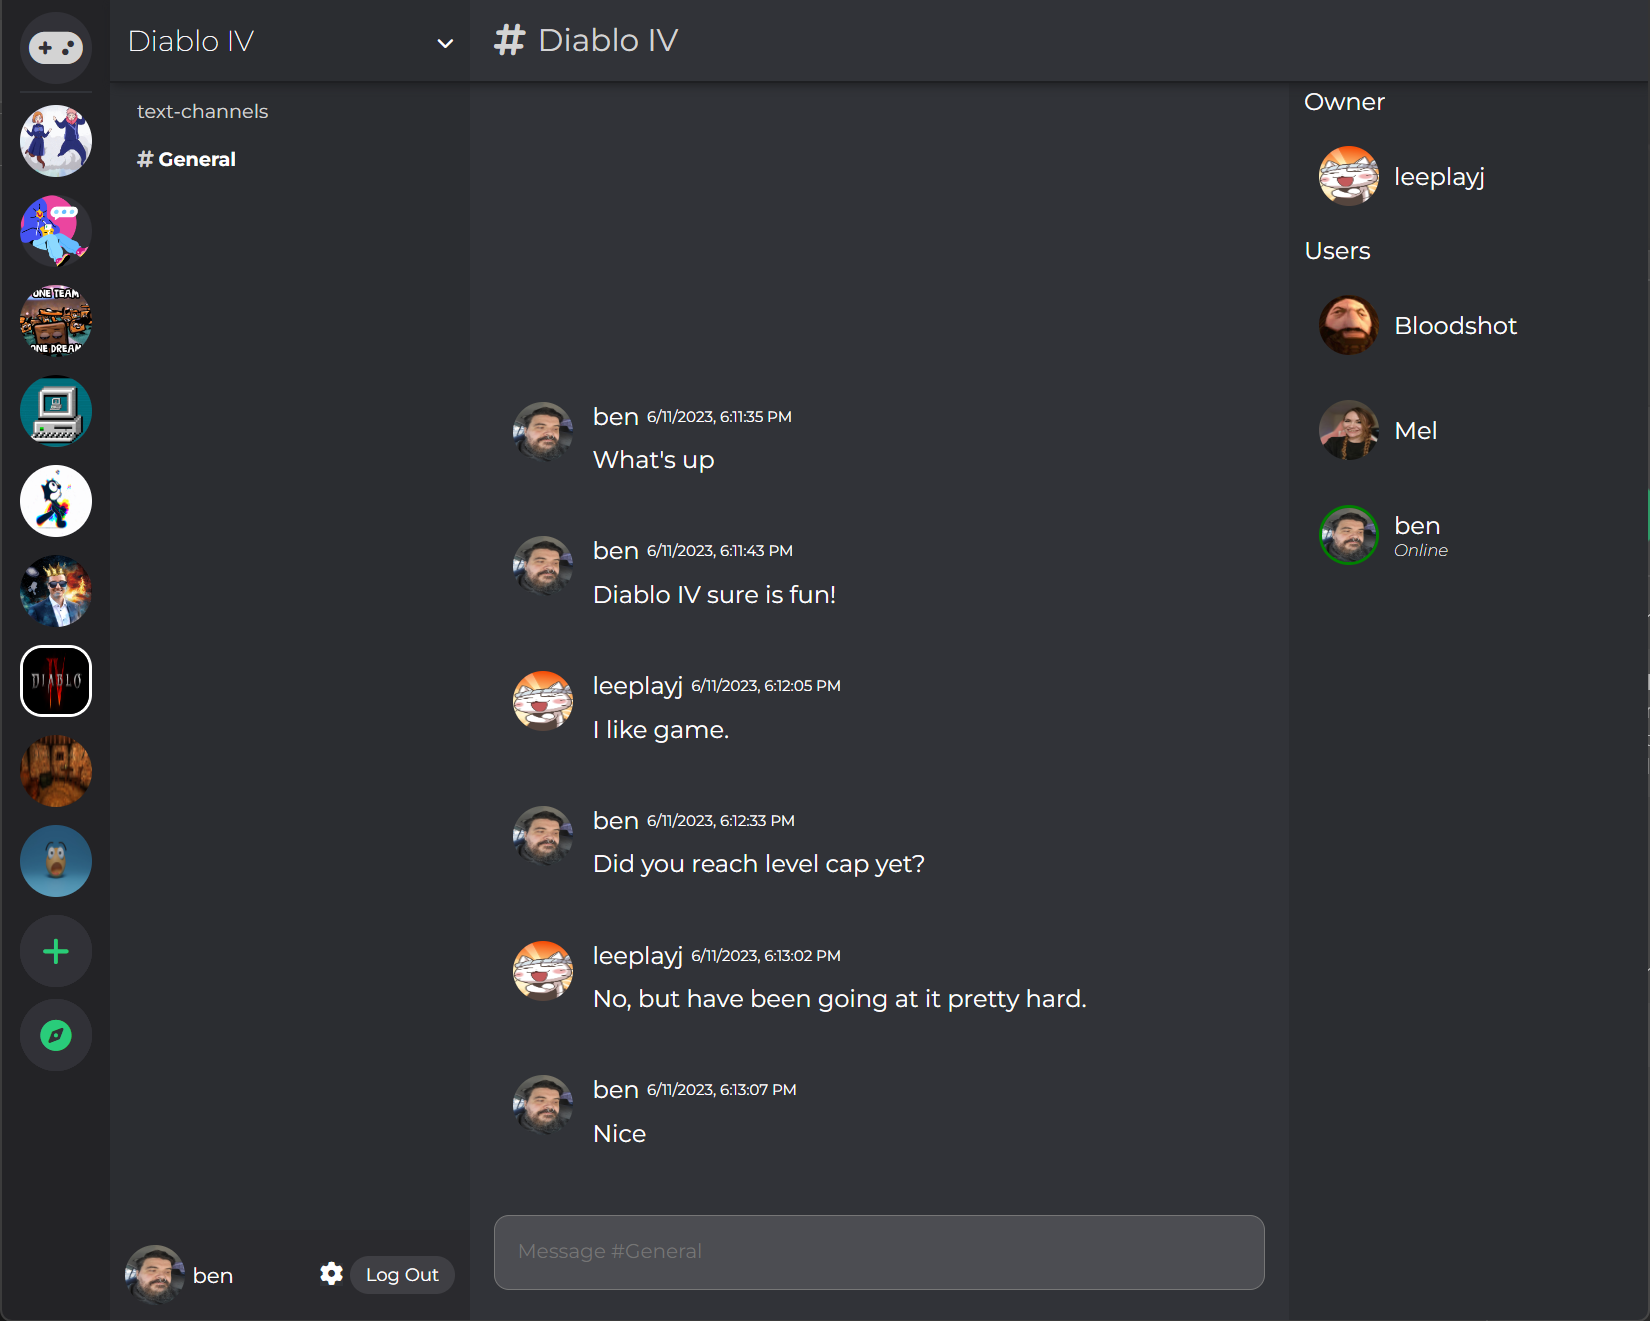 ONE TEAM
ONE DREAM
DIABLO
Diablo IV
text-channels
# General
ben
Log Out
# Diablo IV
ben 6/11/2023, 6:11:35 PM
What's up
ben 6/11/2023, 6:11:43 PM
Diablo IV sure is fun!
leeplayj 6/11/2023, 6:12:05 PM
I like game.
ben 6/11/2023, 6:12:33 PM
Did you reach level cap yet?
leeplayj 6/11/2023, 6:13:02 PM
No, but have been going at it pretty hard.
ben 6/11/2023, 6:13:07 PM
Nice
Message #General
Owner
leeplayj
Users
Bloodshot
Mel
ben
Online